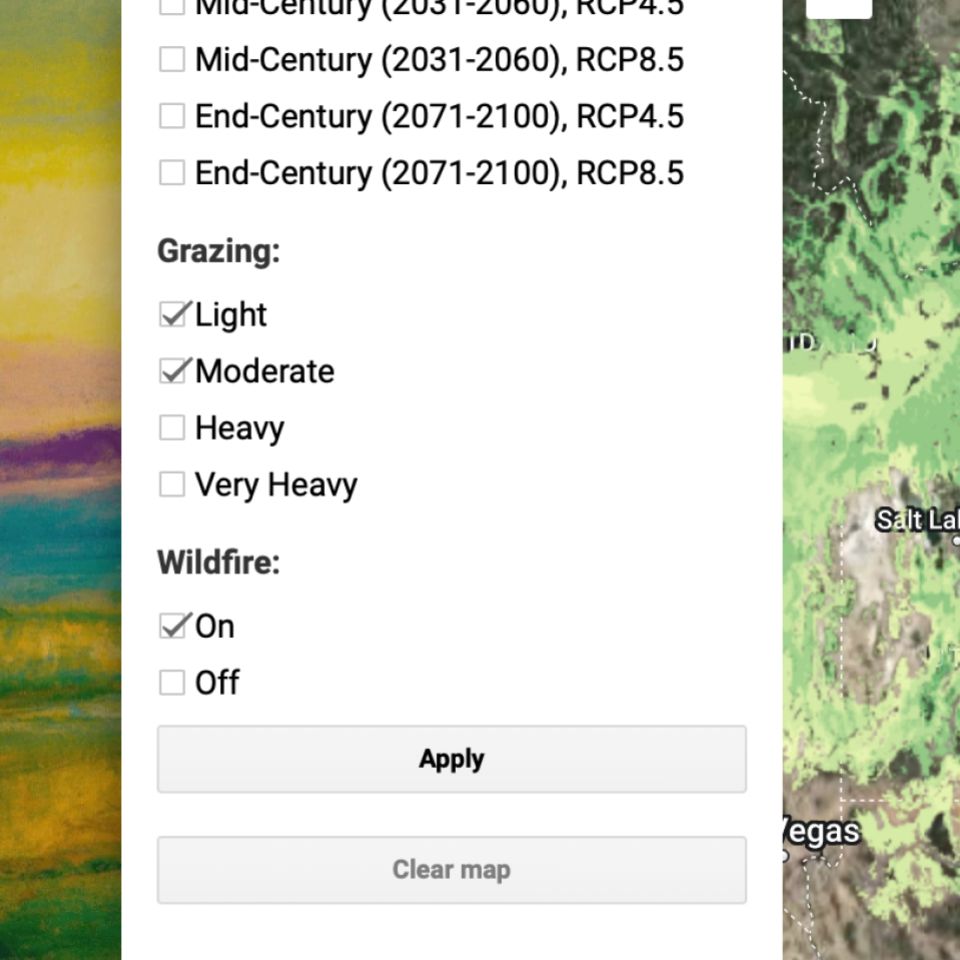 Mid-Century (2031-2060), RCP4.5
Mid-Century (2031-2060), RCP8.5
End-Century (2071-2100), RCP4.5
End-Century (2071-2100), RCP8.5
Grazing:
Light
Moderate
Heavy
Very Heavy
Wildfire:
On
Off
Apply
Clear map
Salt Lak
Vegas